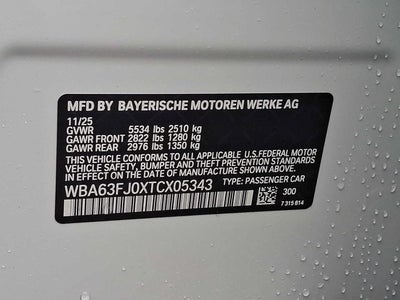 MFD BY BAYERISCHE MOTOREN WERKE AG
11/25
GVWR 5534 lbs 2510 kg
GAWR FRONT 2822 lbs 1280 kg
GAWR REAR 2976 lbs 1350 kg
THIS VEHICLE CONFORMS TO ALL APPLICABLE U.S.FEDERAL MOTOR
VEHICLE SAFETY, BUMPER, AND THEFT PREVENTION STANDARDS
IN EFFECT ON THE DATE OF MANUFACTURE SHOWN ABOVE.
WBA63FJ0XTCX05343 TYPE: PASSENGER CAR
300
7 315 814